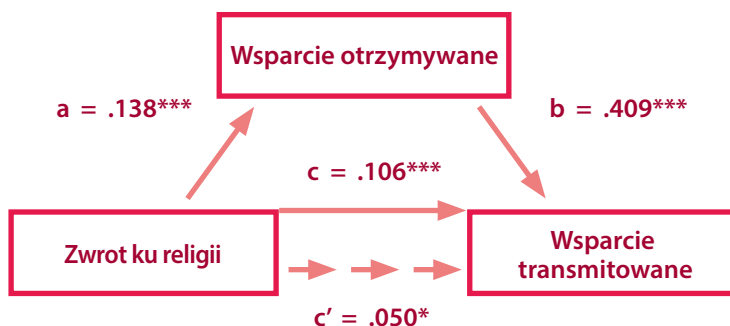 Wsparcie otrzymywane
a = .138***
b = .409***
c = .106***
Zwrot ku religii
Wsparcie
transmitowane
c’ = .050*